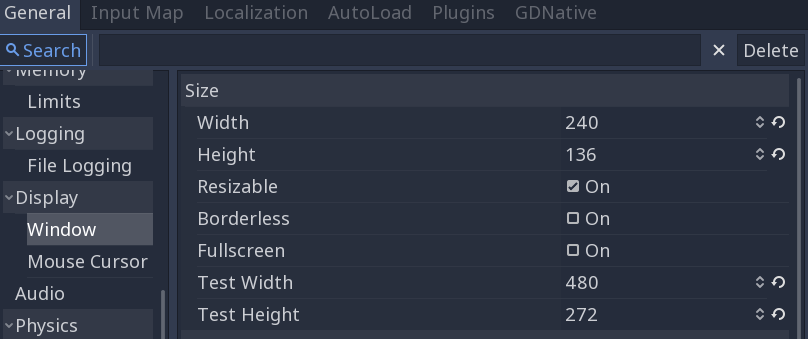 General Input Map Localization AutoLoad Plugins GDNative
Search Delete
Memory
Limits
Logging
File Logging
Display
Window
Mouse Cursor
Audio
Physics
Size
Width 240
Height 136
Resizable On
Borderless On
Fullscreen On
Test Width 480
Test Height 272